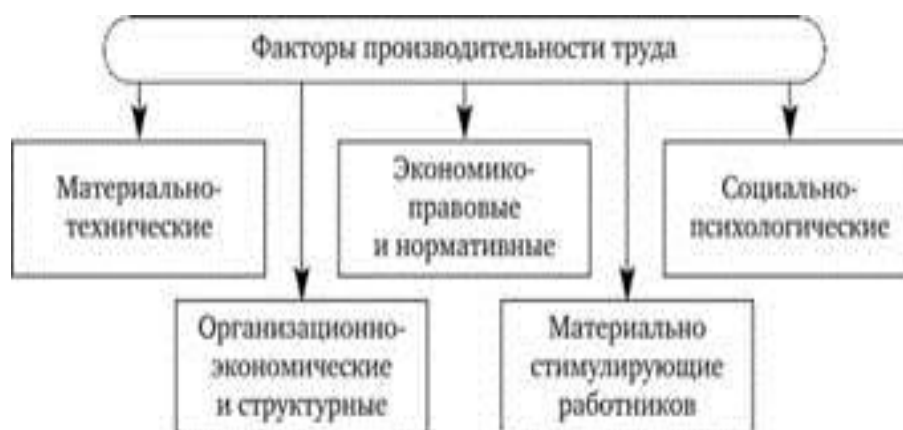 Факторы производительности труда
Материально-
технические
Экономико-
правовые
и нормативные
Социально-
психологические
Организационно-
экономические
и структурные
Материально
стимулирующие
работников